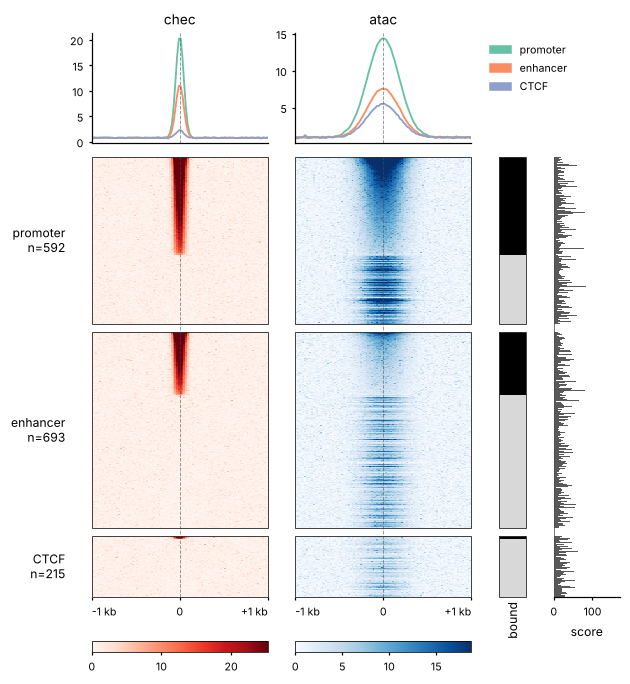 chec
atac
20
15
10
5
0
15
10
5
promoter
enhancer
CTCF
promoter
n=592
enhancer
n=693
CTCF
n=215
-1 kb
0
+1 kb
-1 kb
0
+1 kb
bound
0
100
score
0
10
20
0
5
10
15